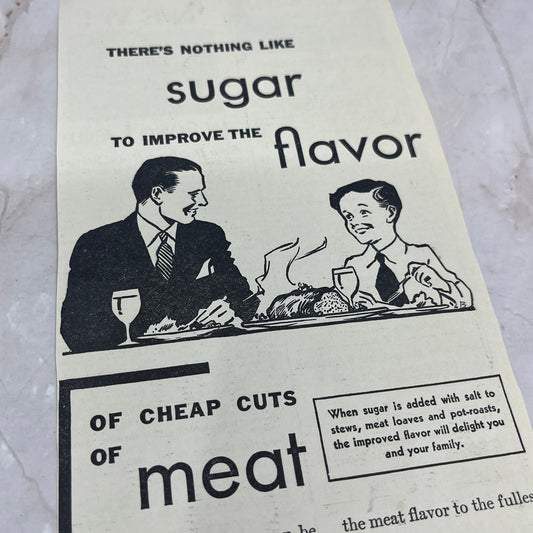 THERE'S NOTHING LIKE
sugar
TO IMPROVE THE flavor
OF CHEAP CUTS
OF meat
When sugar is added with salt to
stews, meat loaves and pot-roasts,
the improved flavor will delight you
and your family.
be
the meat flavor to the fulles